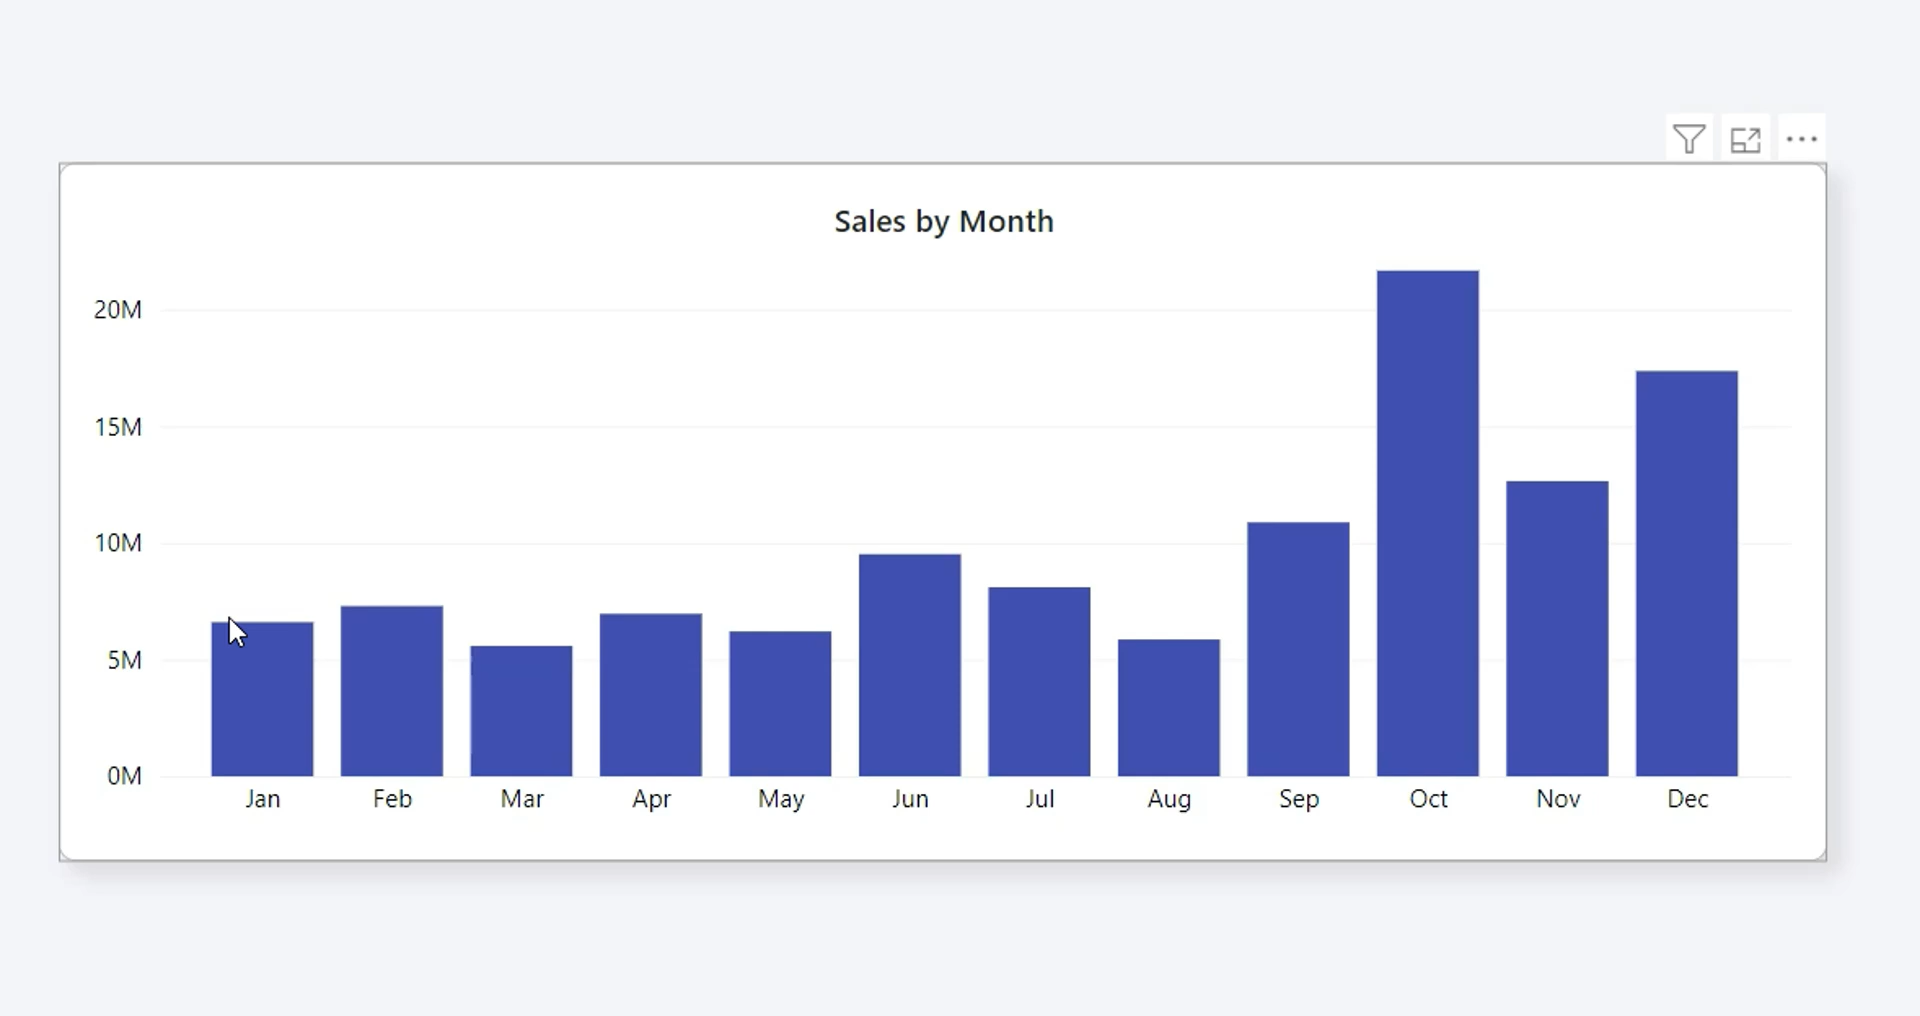 Sales by Month
20M
15M
10M
5M
0M
Jan Feb Mar Apr May Jun Jul Aug Sep Oct Nov Dec